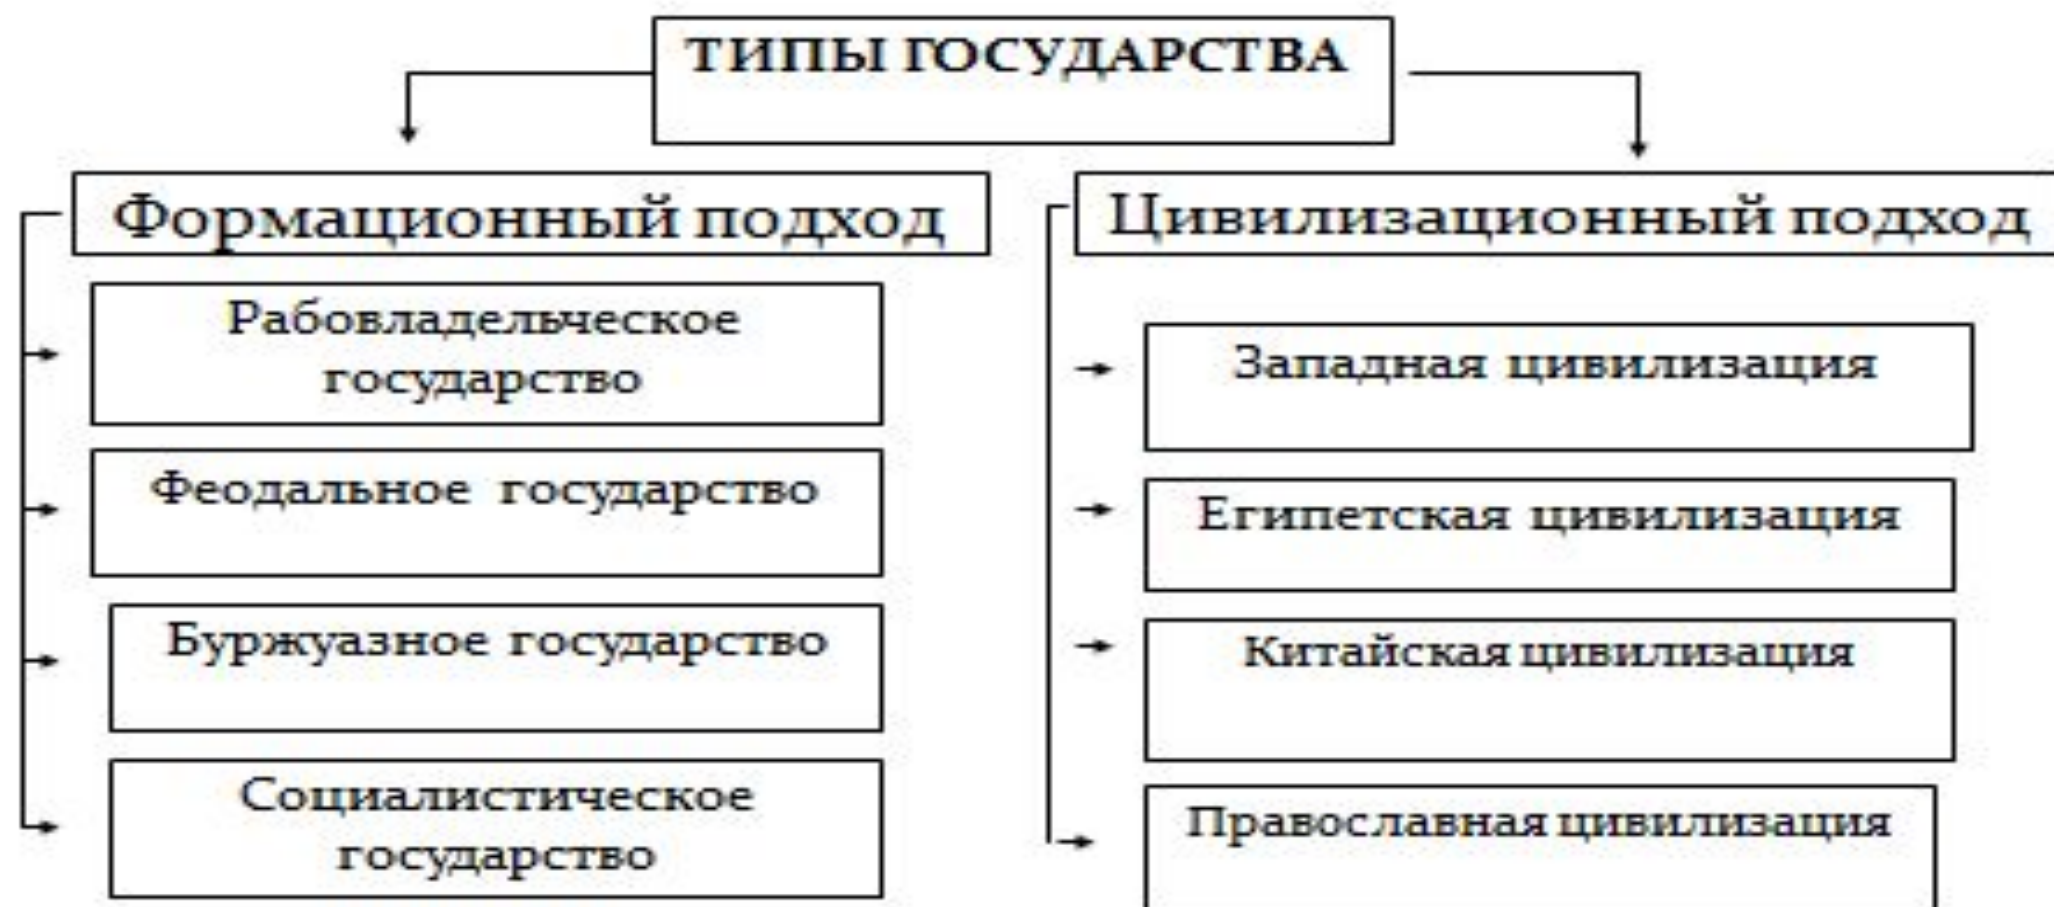 ТИПЫ ГОСУДАРСТВА
Формационный подход
Рабовладельческое
государство
Феодальное государство
Буржуазное государство
Социалистическое
государство
Цивилизационный подход
Западная цивилизация
Египетская цивилизация
Китайская цивилизация
Православная цивилизация